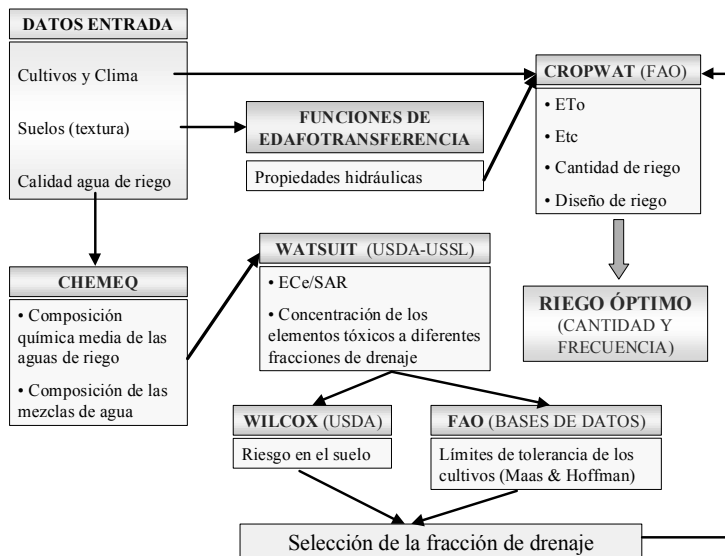 DATOS ENTRADA
Cultivos y Clima
Suelos (textura)
Calidad agua de riego
FUNCIONES DE
EDAFOTRANSFERENCIA
Propiedades hidráulicas
CROPWAT (FAO)
• ETo
• Etc
• Cantidad de riego
• Diseño de riego
RIEGO ÓPTIMO
(CANTIDAD Y
FRECUENCIA)
CHEMEQ
• Composición
química media de las
aguas de riego
• Composición de las
mezclas de agua
WATSUIT (USDA-USSL)
• ECe/SAR
• Concentración de los
elementos tóxicos a diferentes
fracciones de drenaje
WILCOX (USDA)
Riesgo en el suelo
FAO (BASES DE DATOS)
Límites de tolerancia de los
cultivos (Maas & Hoffman)
Selección de la fracción de drenaje